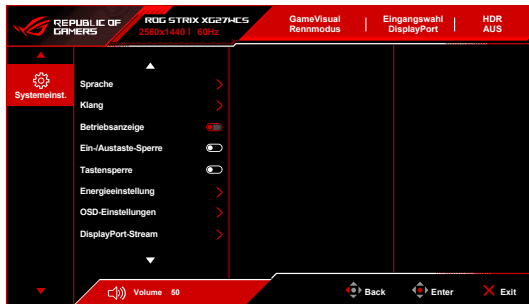 REPUBLIC OF
GAMERS
ROG STRIX XG27WCS
2560x1440 | 60Hz
GameVisual
Rennmodus
Eingangswahl
DisplayPort
HDR
AUS
Systemeinst.
Sprache
Klang
Betriebsanzeige
Ein-/Austaste-Sperre
Tastensperre
Energieeinstellung
OSD-Einstellungen
DisplayPort-Stream
Volume 50
Back
Enter
Exit